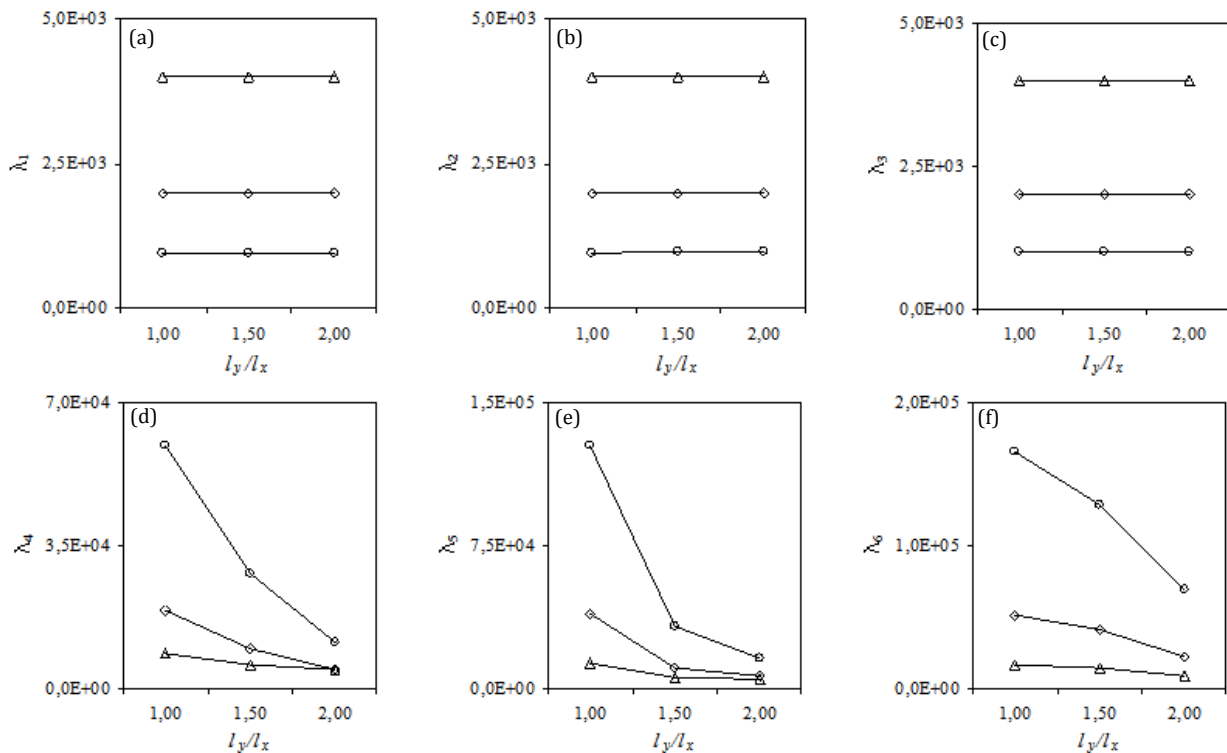 (a)
5,0E+03
2,5E+03
0,0E+00
λ1
1,00 1,50 2,00
ly/lx
(b)
5,0E+03
2,5E+03
0,0E+00
λ2
1,00 1,50 2,00
ly/lx
(c)
5,0E+03
2,5E+03
0,0E+00
λ3
1,00 1,50 2,00
ly/lx
(d)
7,0E+04
3,5E+04
0,0E+00
λ4
1,00 1,50 2,00
ly/lx
(e)
1,5E+05
7,5E+04
0,0E+00
λ5
1,00 1,50 2,00
ly/lx
(f)
2,0E+05
1,0E+05
0,0E+00
λ6
1,00 1,50 2,00
ly/lx